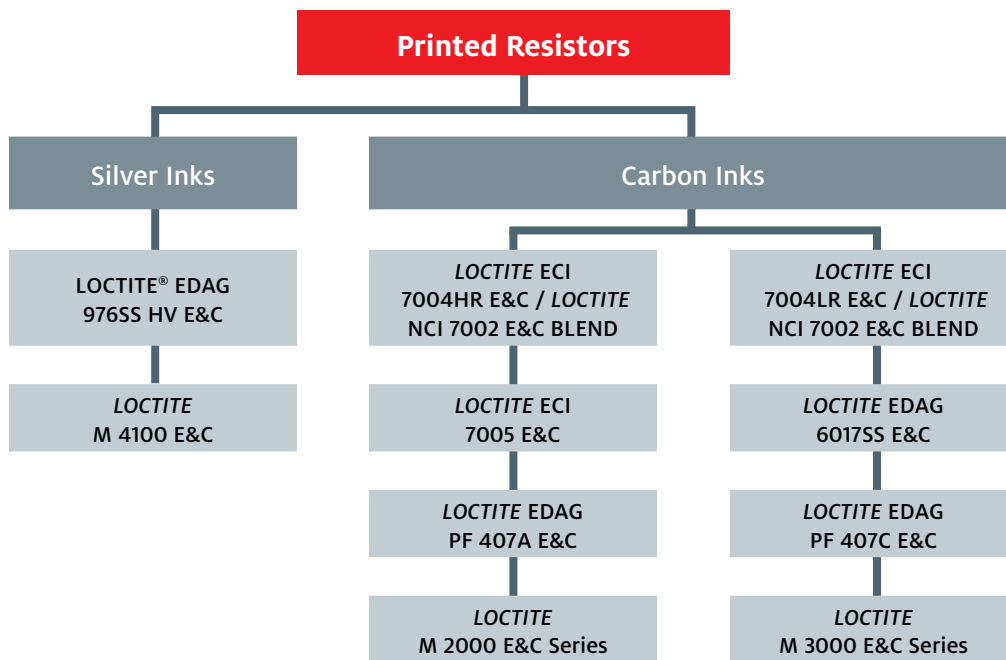 Printed Resistors
Silver Inks
LOCTITE® EDAG
976SS HV E&C
LOCTITE
M 4100 E&C
Carbon Inks
LOCTITE ECI
7004HR E&C / LOCTITE
NCI 7002 E&C BLEND
LOCTITE ECI
7005 E&C
LOCTITE EDAG
PF 407A E&C
LOCTITE
M 2000 E&C Series
LOCTITE ECI
7004LR E&C / LOCTITE
NCI 7002 E&C BLEND
LOCTITE EDAG
6017SS E&C
LOCTITE EDAG
PF 407C E&C
LOCTITE
M 3000 E&C Series